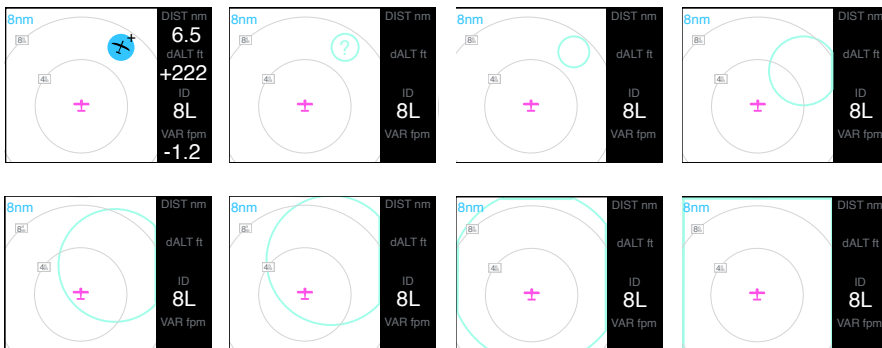 8nm
DIST nm
8L
6.5
dALT ft
4L
+222
ID
8L
VAR fpm
-1.2
8nm
DIST nm
8L
?
dALT ft
4L
ID
8L
VAR fpm
8nm
DIST nm
8L
dALT ft
4L
ID
8L
VAR fpm
8nm
DIST nm
8L
dALT ft
4L
ID
8L
VAR fpm
8nm
DIST nm
8L
dALT ft
4L
ID
8L
VAR fpm
8nm
DIST nm
8L
dALT ft
4L
ID
8L
VAR fpm
8nm
DIST nm
8L
dALT ft
4L
ID
8L
VAR fpm
8nm
DIST nm
8L
dALT ft
4L
ID
8L
VAR fpm